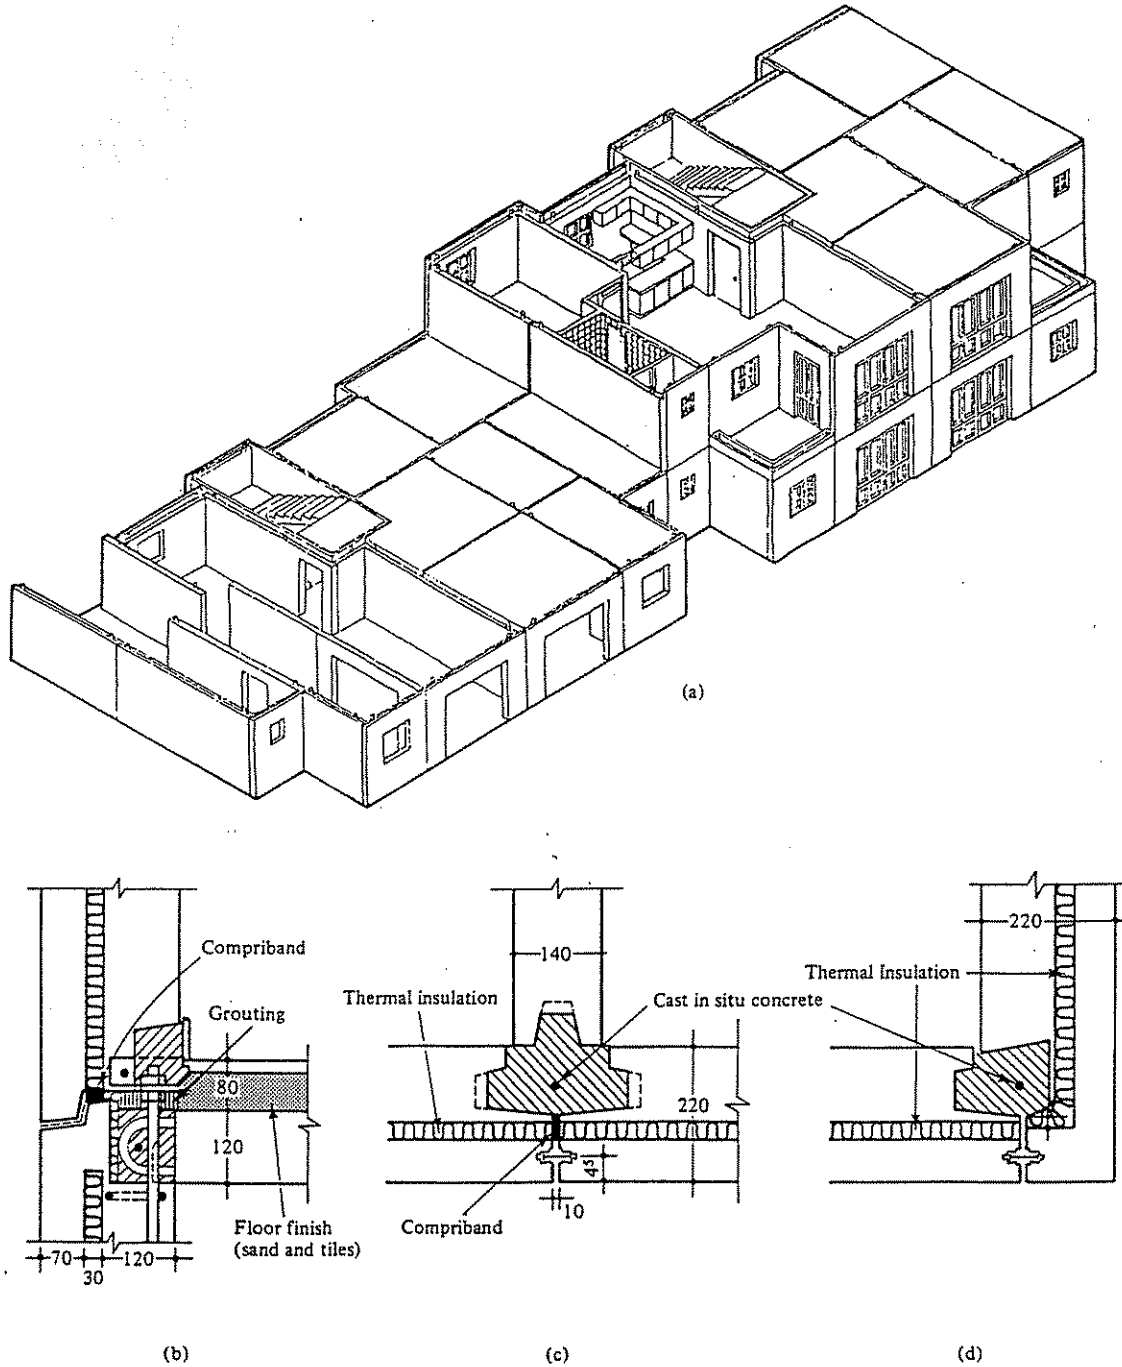 (a)
Compriband
Grouting
80
120
Floor finish
(sand and tiles)
70
30
120
(b)
140
Thermal insulation
Cast in situ concrete
220
45
10
Compriband
(c)
220
Thermal Insulation
(d)